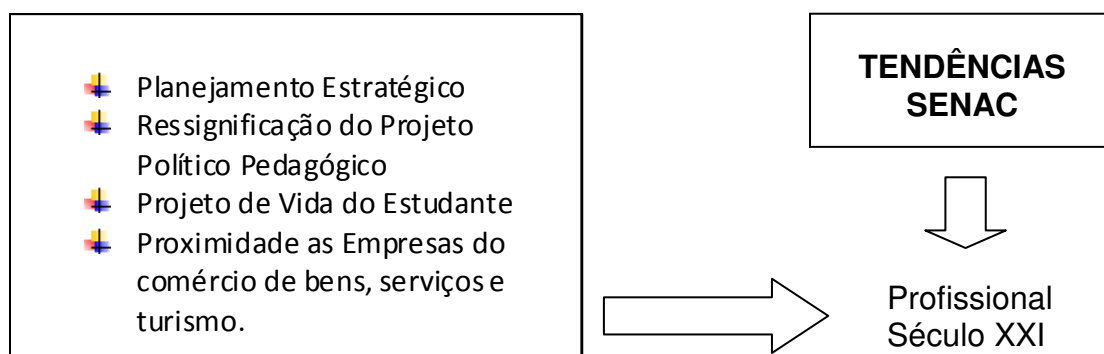 Planejamento Estratégico
Ressignificação do Projeto
Político Pedagógico
Projeto de Vida do Estudante
Proximidade as Empresas do
comércio de bens, serviços e
turismo.
TENDÊNCIAS
SENAC
Profissional
Século XXI